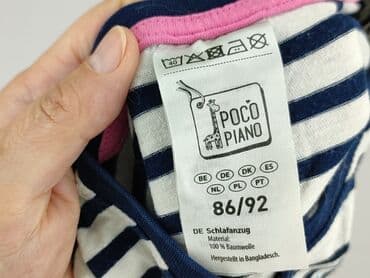 40
POCO
PIANO
BE DE DK ES
NL PL PT
86/92
DE Schlafanzug
Material:
100 % Baumwolle
Hergestellt in Bangladesch.